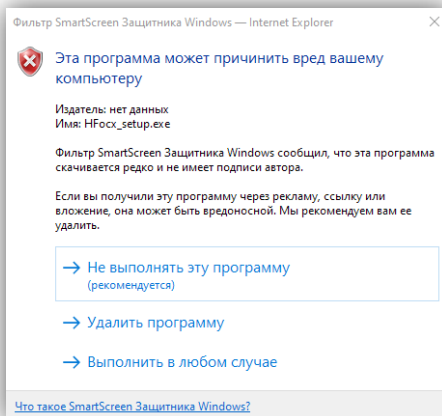 Фильтр SmartScreen Защитника Windows — Internet Explorer
Эта программа может причинить вред вашему
компьютеру
Издатель: нет данных
Имя: HFocx_setup.exe
Фильтр SmartScreen Защитника Windows сообщил, что эта программа
скачивается редко и не имеет подписи автора.
Если вы получили эту программу через рекламу, ссылку или
вложение, она может быть вредоносной. Мы рекомендуем вам ее
удалить.
Не выполнять эту программу
(рекомендуется)
Удалить программу
Выполнить в любом случае
Что такое SmartScreen Защитника Windows?